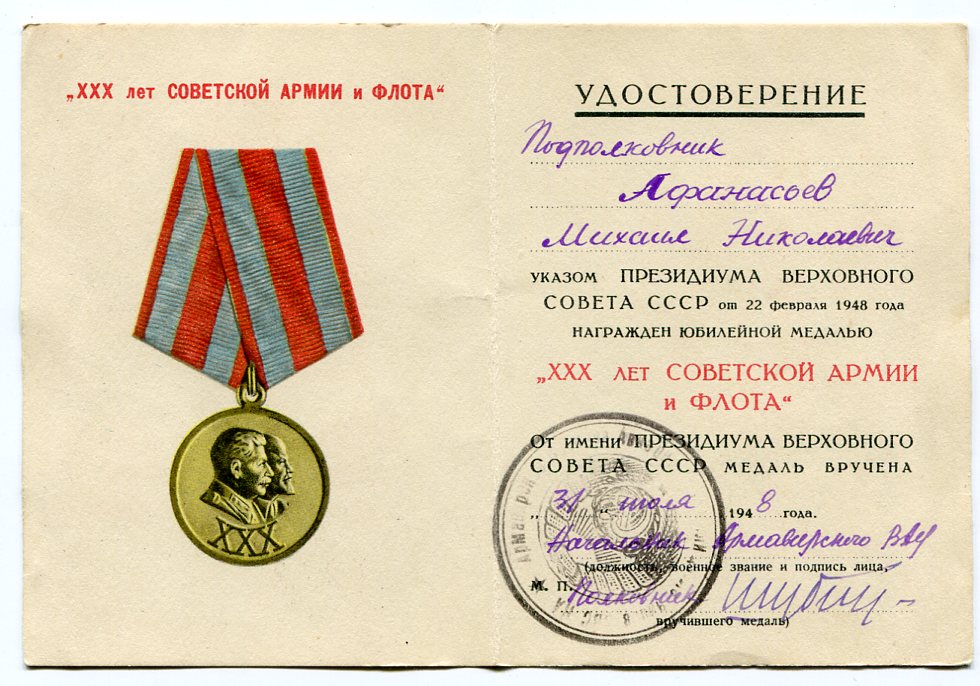 „XXX лет СОВЕТСКОЙ АРМИИ и ФЛОТА“
XXX
УДОСТОВЕРЕНИЕ
Подполковник
Афанасьев
Михаил Николаевич
УКАЗОМ ПРЕЗИДИУМА ВЕРХОВНОГО
СОВЕТА СССР от 22 февраля 1948 года
НАГРАЖДЕН ЮБИЛЕЙНОЙ МЕДАЛЬЮ
„XXX ЛЕТ СОВЕТСКОЙ АРМИИ
и ФЛОТА“
От имени ПРЕЗИДИУМА ВЕРХОВНОГО
СОВЕТА СССР МЕДАЛЬ ВРУЧЕНА
„31“ июля 1948 года.
Начальник Армавирского ВАУ
(должность, военное звание и подпись лица,
М. П. Полковник
вручившего медаль)